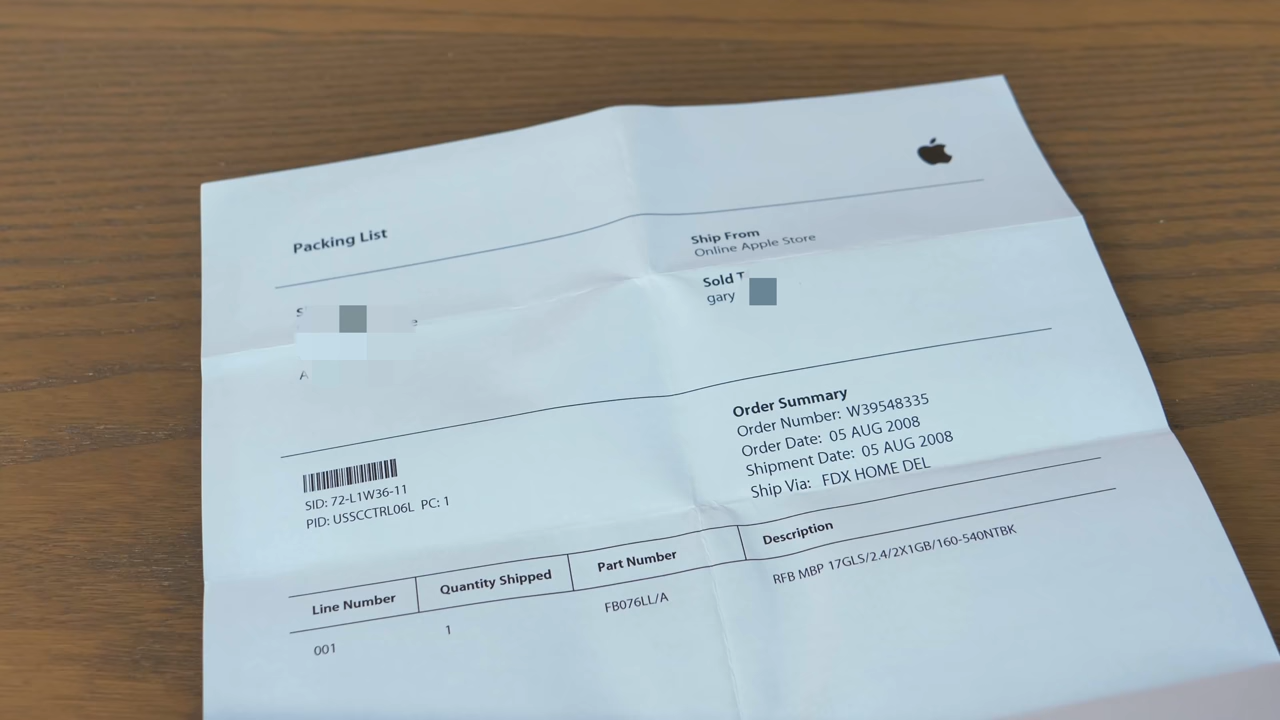 Packing List
Ship From
Online Apple Store
Sold T
gary
Order Summary
Order Number: W39548335
Order Date: 05 AUG 2008
Shipment Date: 05 AUG 2008
Ship Via: FDX HOME DEL
SID: 72-L1W36-11
PID: USSCCTRL06L PC: 1
Line Number Quantity Shipped Part Number Description
001 1 FB076LL/A RFB MBP 17GLS/2.4/2X1GB/160-540NTBK